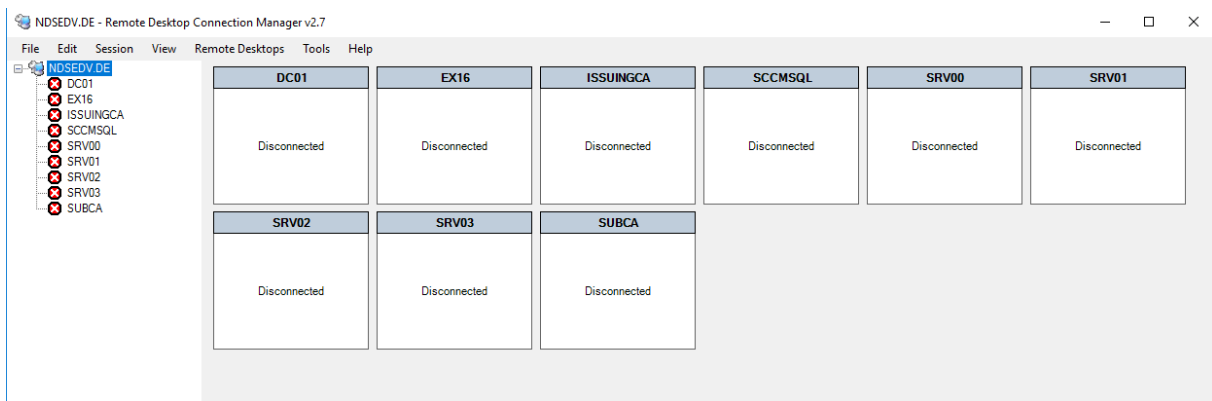 NDSEDV.DE - Remote Desktop Connection Manager v2.7
File Edit Session View Remote Desktops Tools Help
NDSEDV.DE
DC01
EX16
ISSUINGCA
SCCMSQL
SRV00
SRV01
SRV02
SRV03
SUBCA
DC01 EX16 ISSUINGCA SCCMSQL SRV00 SRV01
Disconnected Disconnected Disconnected Disconnected Disconnected Disconnected
SRV02 SRV03 SUBCA
Disconnected Disconnected Disconnected